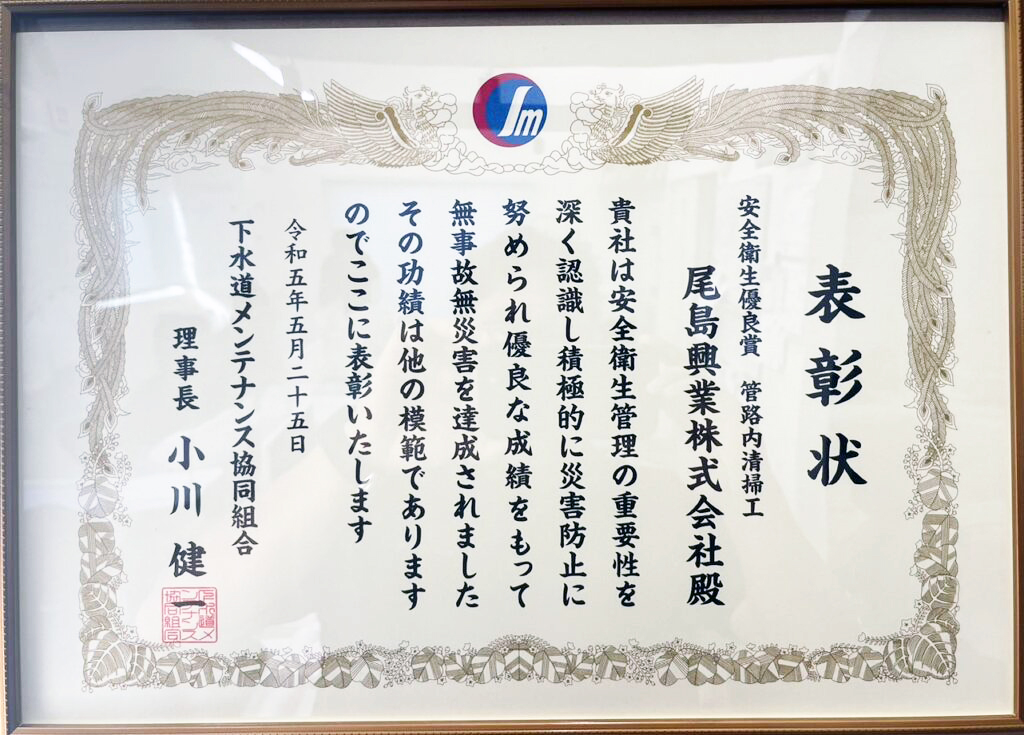 Sm
表彰状
安全衛生優良賞 管路内清掃工
尾島興業株式会社殿
貴社は安全衛生管理の重要性を
深く認識し積極的に災害防止に
努められ優良な成績をもって
無事故無災害を達成されました
その功績は他の模範であります
のでここに表彰いたします
令和五年五月二十五日
下水道メンテナンス協同組合
理事長 小川健一